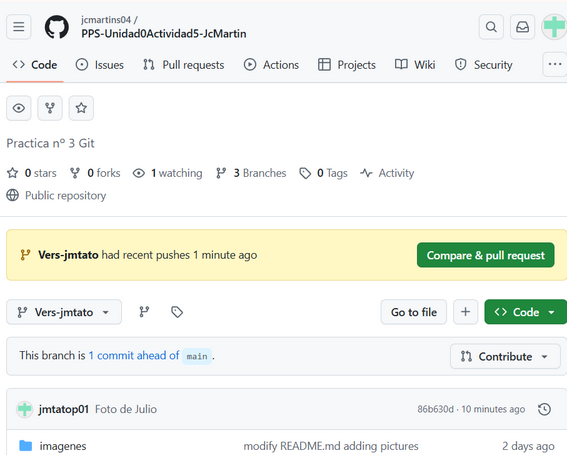 jcmartins04 /
PPS-Unidad0Actividad5-JcMartin
Code Issues Pull requests Actions Projects Wiki Security
Practica nº 3 Git
0 stars 0 forks 1 watching 3 Branches 0 Tags Activity
Public repository
Vers-jmtato had recent pushes 1 minute ago Compare & pull request
Vers-jmtato Go to file Code
This branch is 1 commit ahead of main . Contribute
jmtatop01 Foto de Julio 86b630d · 10 minutes ago
imagenes modify README.md adding pictures 2 days ago